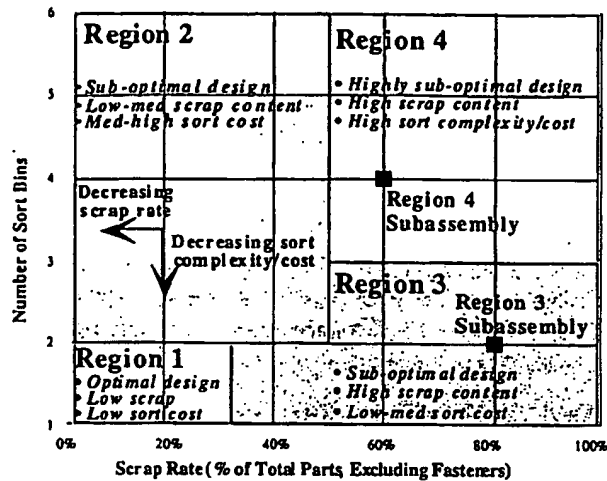 6
5
4
3
2
1
Number of Sort Bins
Region 2
• Sub-optimal design
• Low-med scrap content
• Med-high sort cost
Region 4
• Highly sub-optimal design
• High scrap content
• High sort complexity/cost
Decreasing
scrap rate
Decreasing sort
complexity/cost
Region 4
Subassembly
Region 3
Region 3
Subassembly
• Sub-optimal design
• High scrap content
• Low-med sort cost
Region 1
• Optimal design
• Low scrap
• Low sort cost
0% 20% 40% 60% 80% 100%
Scrap Rate (% of Total Parts, Excluding Fasteners)